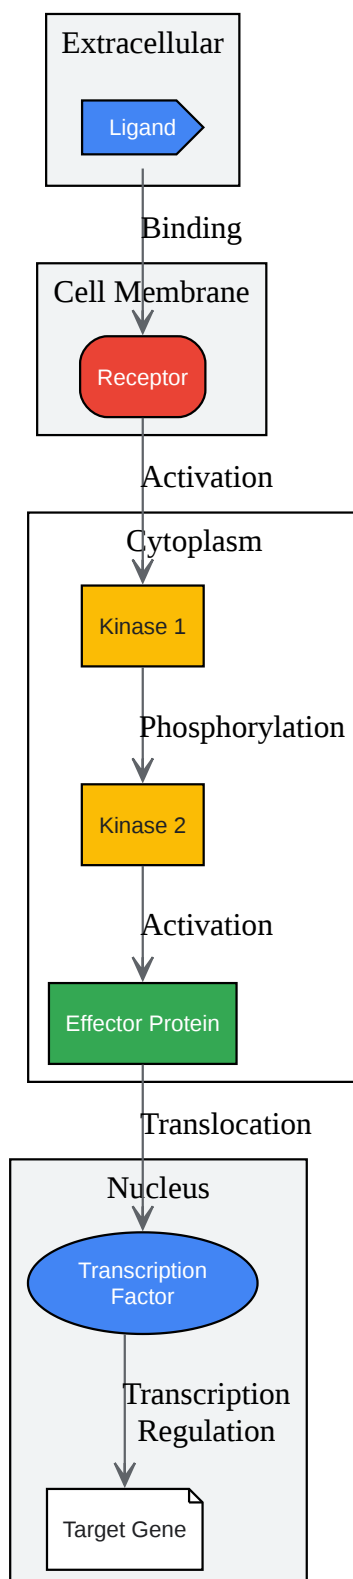 Extracellular
Ligand
Binding
Cell Membrane
Receptor
Activation
Cytoplasm
Kinase 1
Phosphorylation
Kinase 2
Activation
Effector Protein
Translocation
Nucleus
Transcription
Factor
Transcription
Regulation
Target Gene